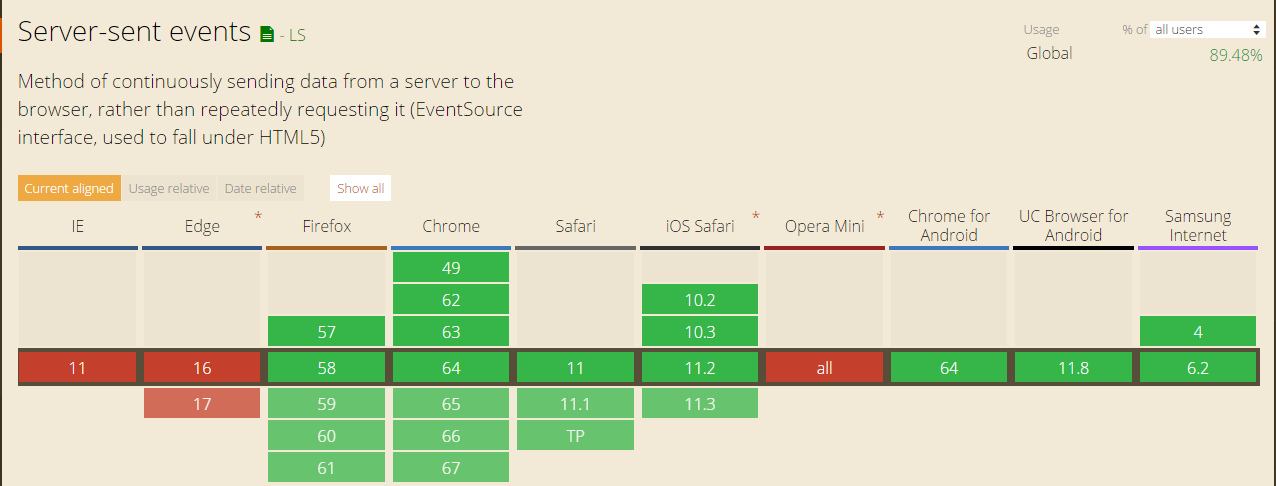 Server-sent events - LS
Usage % of all users
Global 89.48%
Method of continuously sending data from a server to the
browser, rather than repeatedly requesting it (EventSource
interface, used to fall under HTML5)
Current aligned Usage relative Date relative Show all
IE Edge * Firefox Chrome Safari iOS Safari * Opera Mini * Chrome for Android UC Browser for Android Samsung Internet
49
62 10.2
57 63 10.3 4
11 16 58 64 11 11.2 all 64 11.8 6.2
17 59 65 11.1 11.3
60 66 TP
61 67